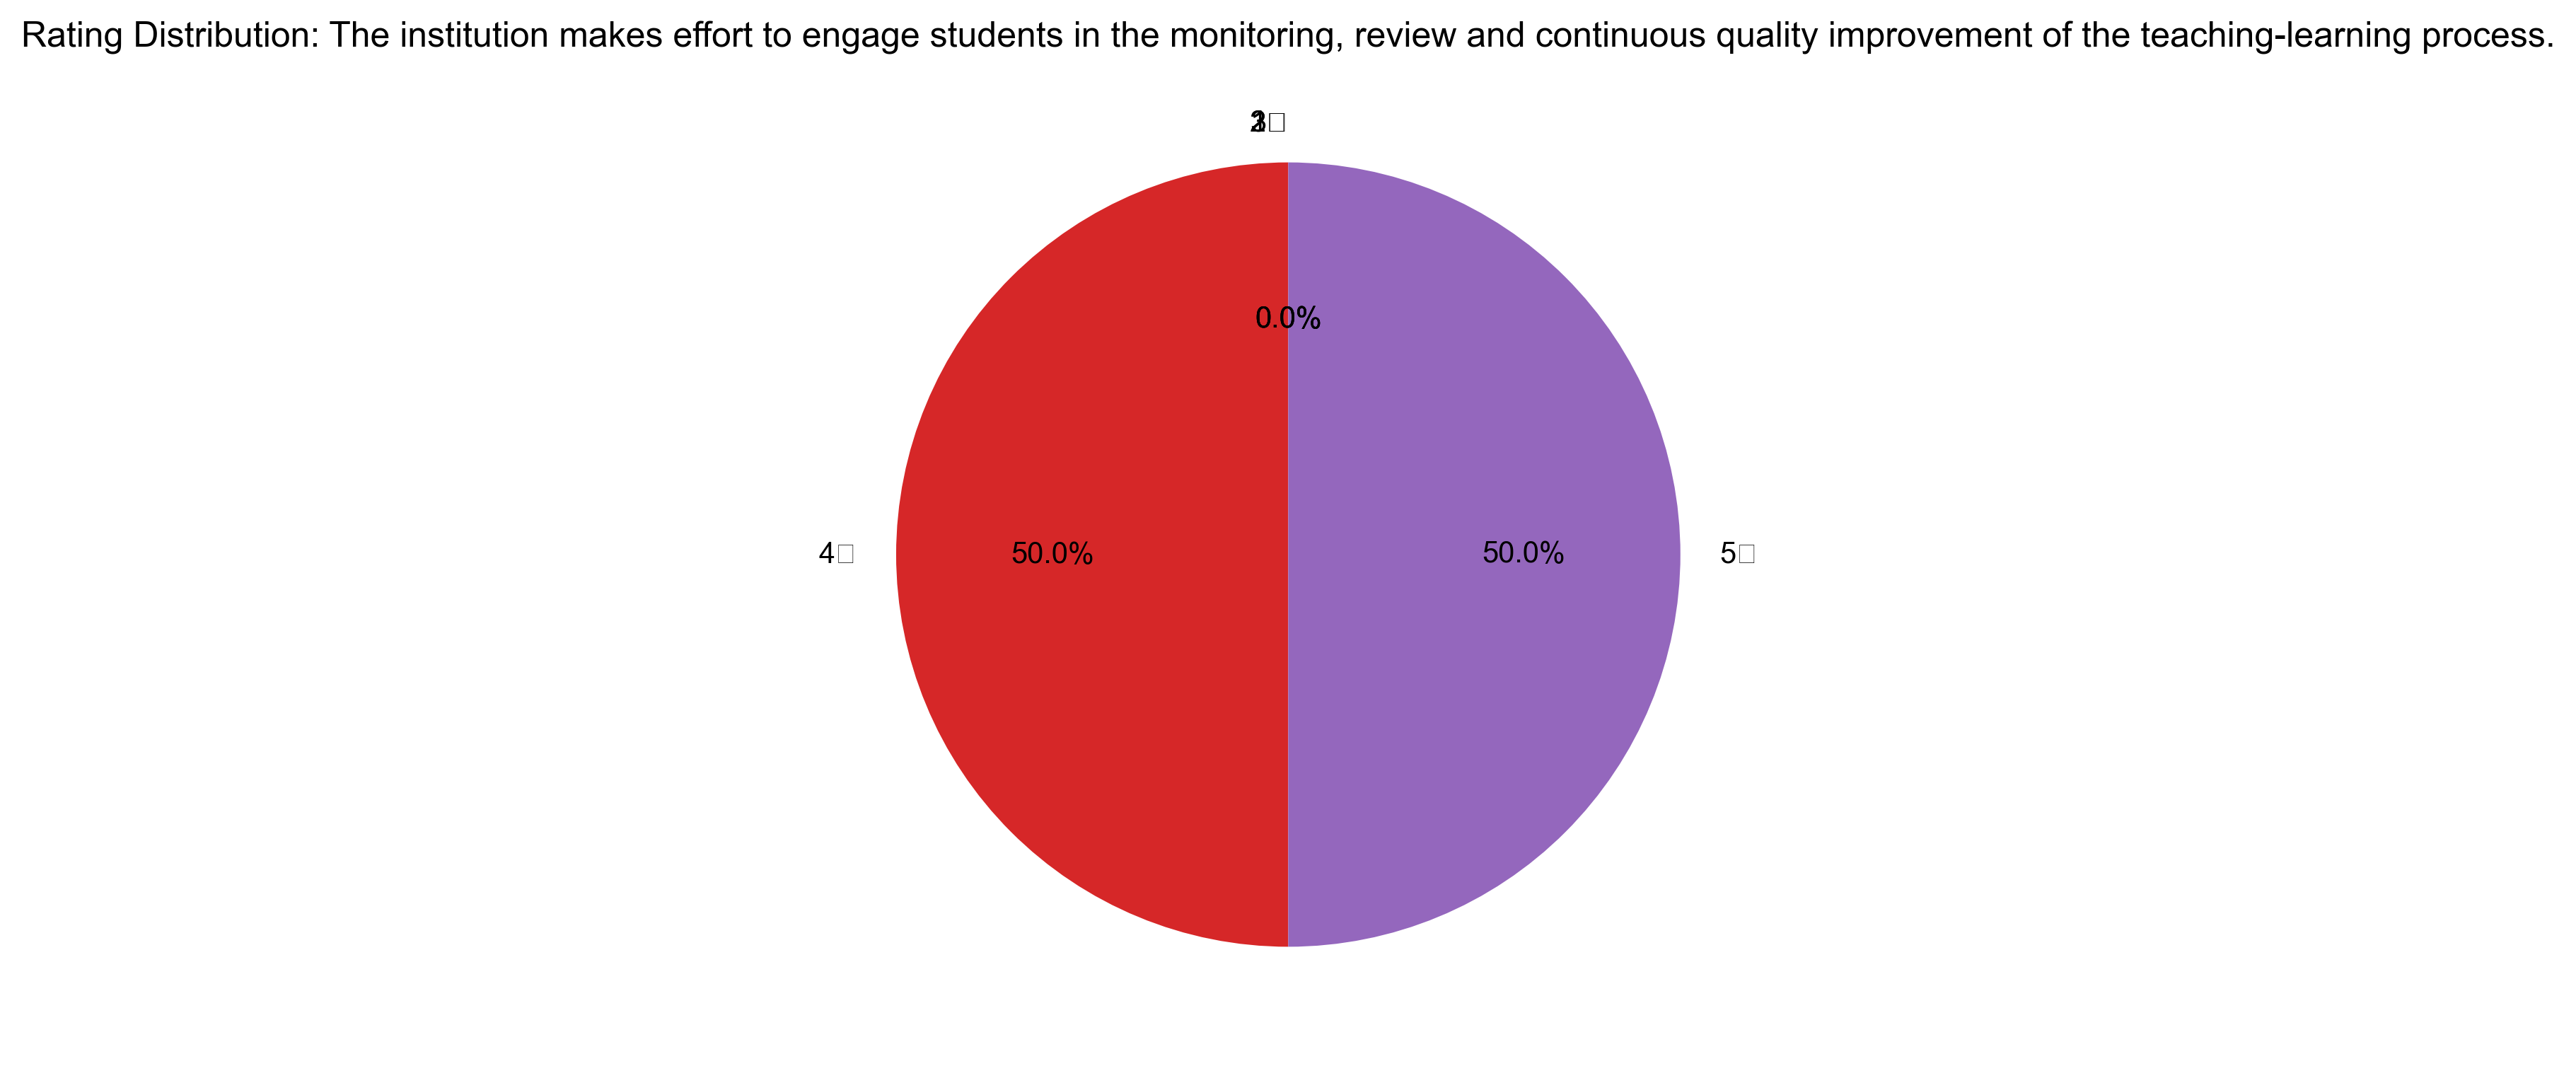 Rating Distribution: The institution makes effort to engage students in the monitoring, review and continuous quality improvement of the teaching-learning process.
0.0%
4□ 50.0% 50.0% 5□